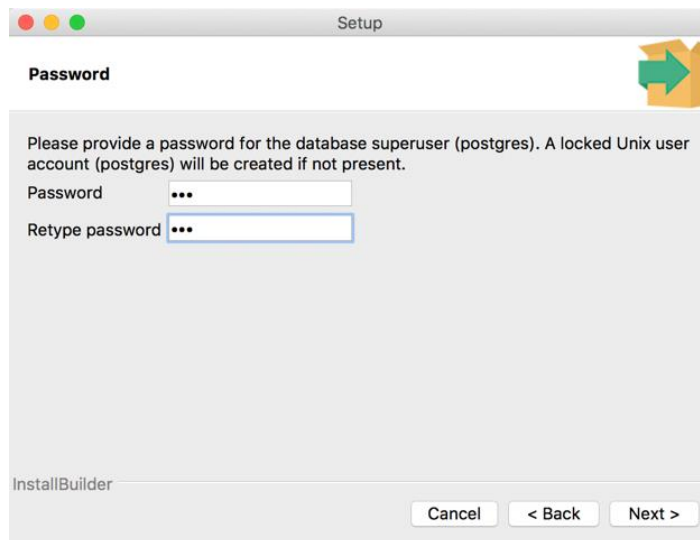 Setup
Password
Please provide a password for the database superuser (postgres). A locked Unix user
account (postgres) will be created if not present.
Password •••
Retype password •••
InstallBuilder
Cancel < Back Next >